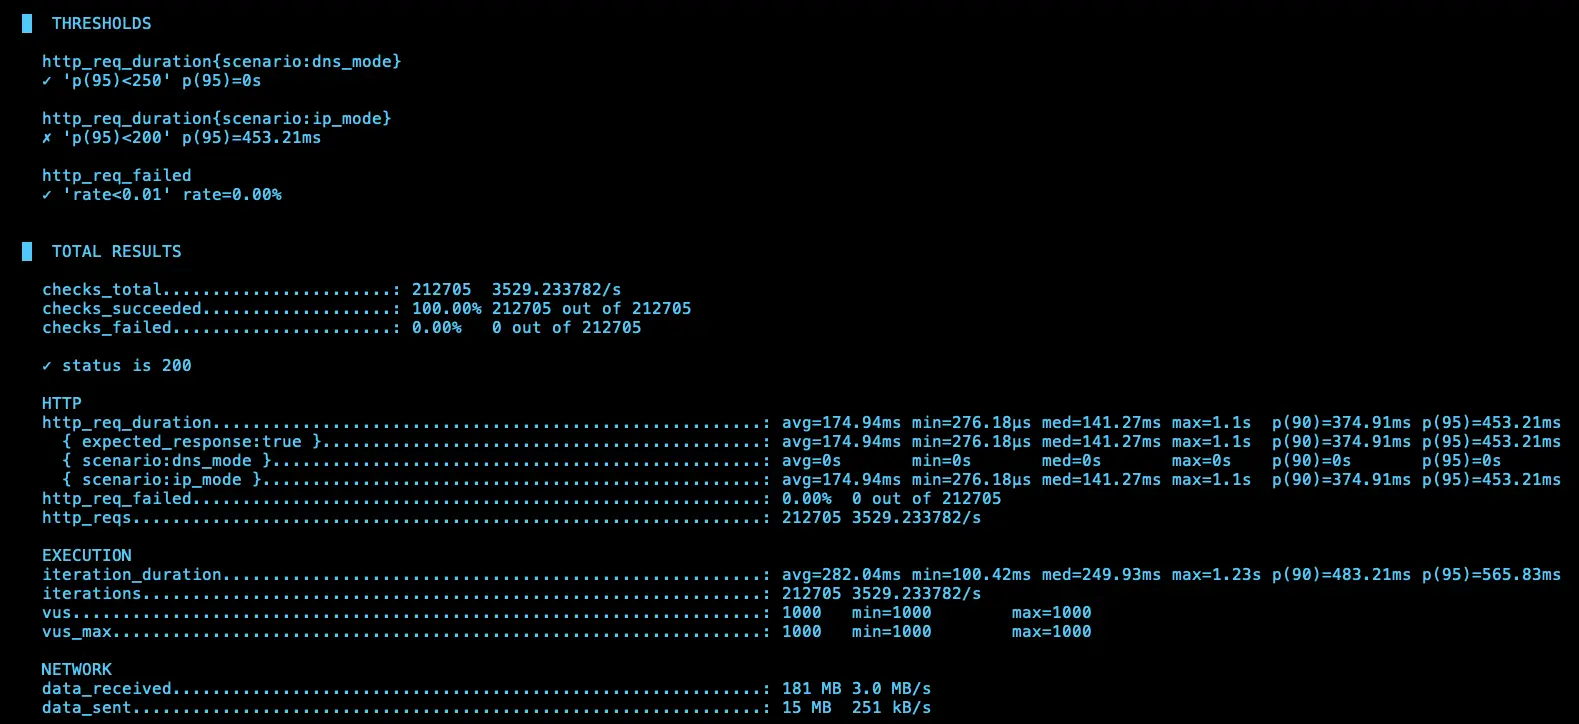 █ THRESHOLDS
http_req_duration{scenario:dns_mode}
✓ 'p(95)<250' p(95)=0s
http_req_duration{scenario:ip_mode}
✗ 'p(95)<200' p(95)=453.21ms
http_req_failed
✓ 'rate<0.01' rate=0.00%
█ TOTAL RESULTS
checks_total.......................: 212705 3529.233782/s
checks_succeeded...................: 100.00% 212705 out of 212705
checks_failed......................: 0.00% 0 out of 212705
✓ status is 200
HTTP
http_req_duration.......................................................: avg=174.94ms min=276.18µs med=141.27ms max=1.1s p(90)=374.91ms p(95)=453.21ms
{ expected_response:true }............................................: avg=174.94ms min=276.18µs med=141.27ms max=1.1s p(90)=374.91ms p(95)=453.21ms
{ scenario:dns_mode }.................................................: avg=0s min=0s med=0s max=0s p(90)=0s p(95)=0s
{ scenario:ip_mode }..................................................: avg=174.94ms min=276.18µs med=141.27ms max=1.1s p(90)=374.91ms p(95)=453.21ms
http_req_failed.........................................................: 0.00% 0 out of 212705
http_reqs...............................................................: 212705 3529.233782/s
EXECUTION
iteration_duration......................................................: avg=282.04ms min=100.42ms med=249.93ms max=1.23s p(90)=483.21ms p(95)=565.83ms
iterations..............................................................: 212705 3529.233782/s
vus.....................................................................: 1000 min=1000 max=1000
vus_max.................................................................: 1000 min=1000 max=1000
NETWORK
data_received...........................................................: 181 MB 3.0 MB/s
data_sent...............................................................: 15 MB 251 kB/s